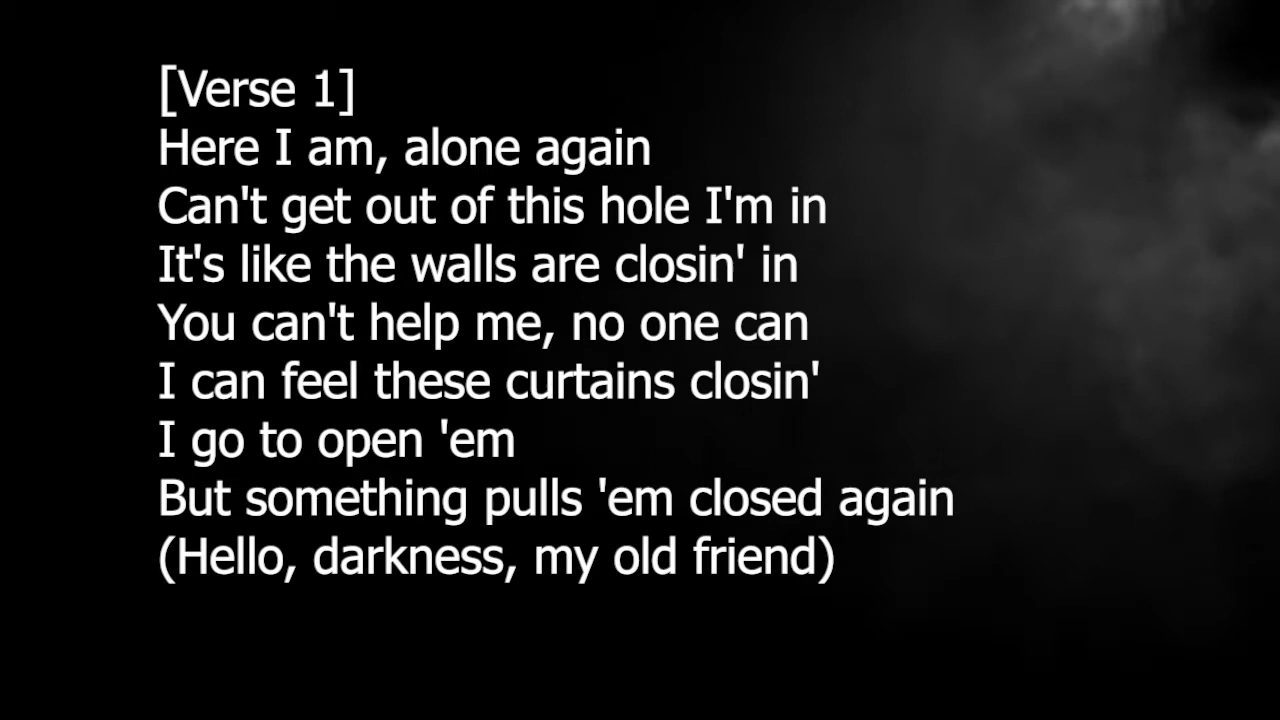 [Verse 1]
Here I am, alone again
Can't get out of this hole I'm in
It's like the walls are closin' in
You can't help me, no one can
I can feel these curtains closin'
I go to open 'em
But something pulls 'em closed again
(Hello, darkness, my old friend)